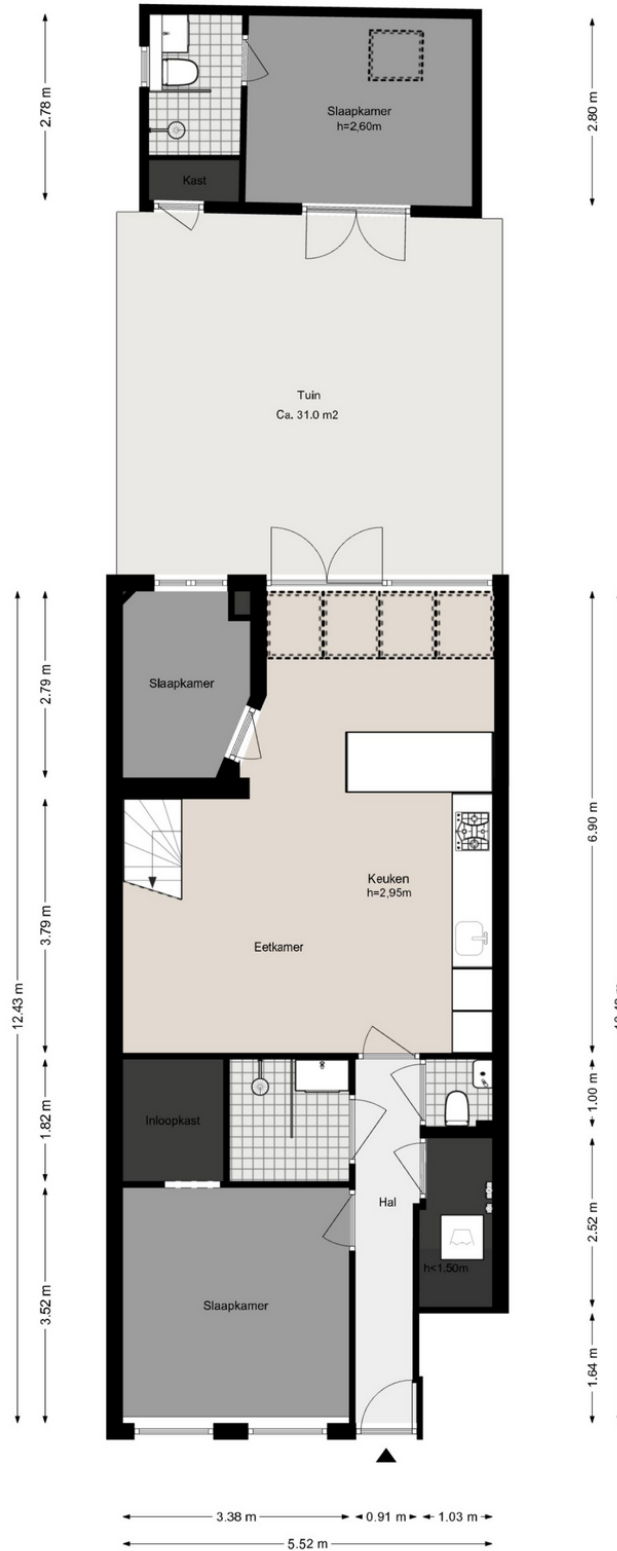 2.78 m
2.80 m
Slaapkamer
h=2,60m
Kast
Tuin
Ca. 31.0 m2
2.79 m
Slaapkamer
6.90 m
Keuken
h=2,95m
3.79 m
Eetkamer
12.43 m
1.82 m
Inloopkast
1.00 m
Hal
2.52 m
h<1.50m
3.52 m
Slaapkamer
1.64 m
3.38 m
0.91 m
1.03 m
5.52 m